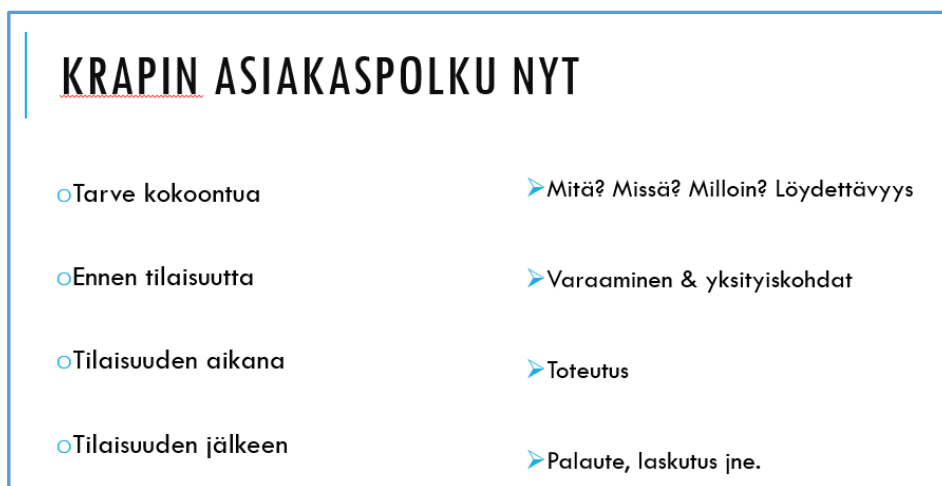 KRAPIN ASIAKASPOLKU NYT
Tarve kokoontua
Ennen tilaisuutta
Tilaisuuden aikana
Tilaisuuden jälkeen
Mitä? Missä? Milloin? Löydettävyys
Varaaminen & yksityiskohdat
Toteutus
Palaute, laskutus jne.